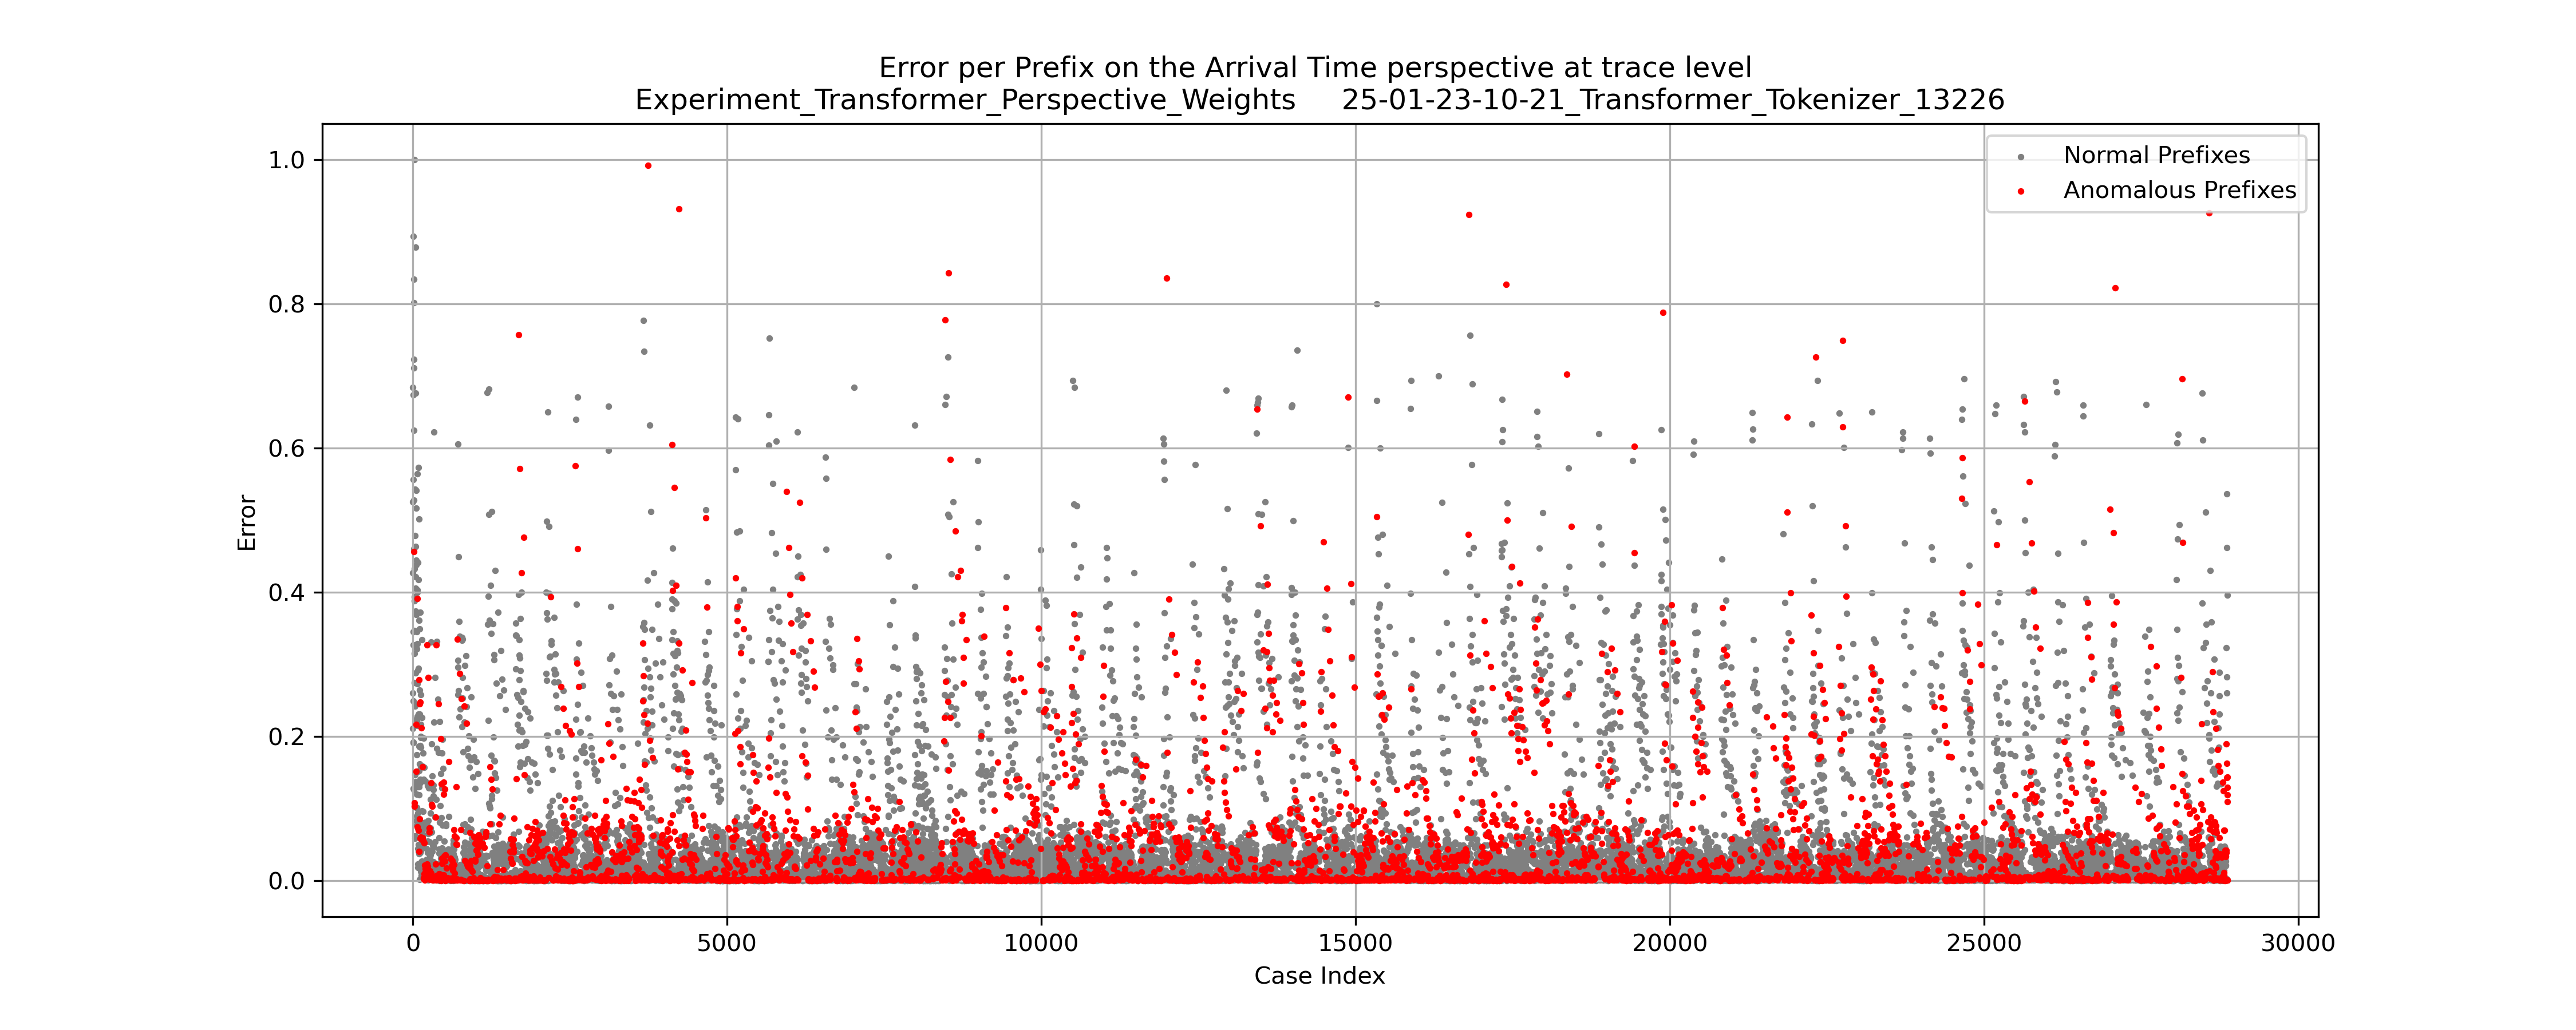 Error per Prefix on the Arrival Time perspective at trace level
Experiment_Transformer_Perspective_Weights     25-01-23-10-21_Transformer_Tokenizer_13226
Normal Prefixes
Anomalous Prefixes
Error
1.0
0.8
0.6
0.4
0.2
0.0
0 5000 10000 15000 20000 25000 30000
Case Index